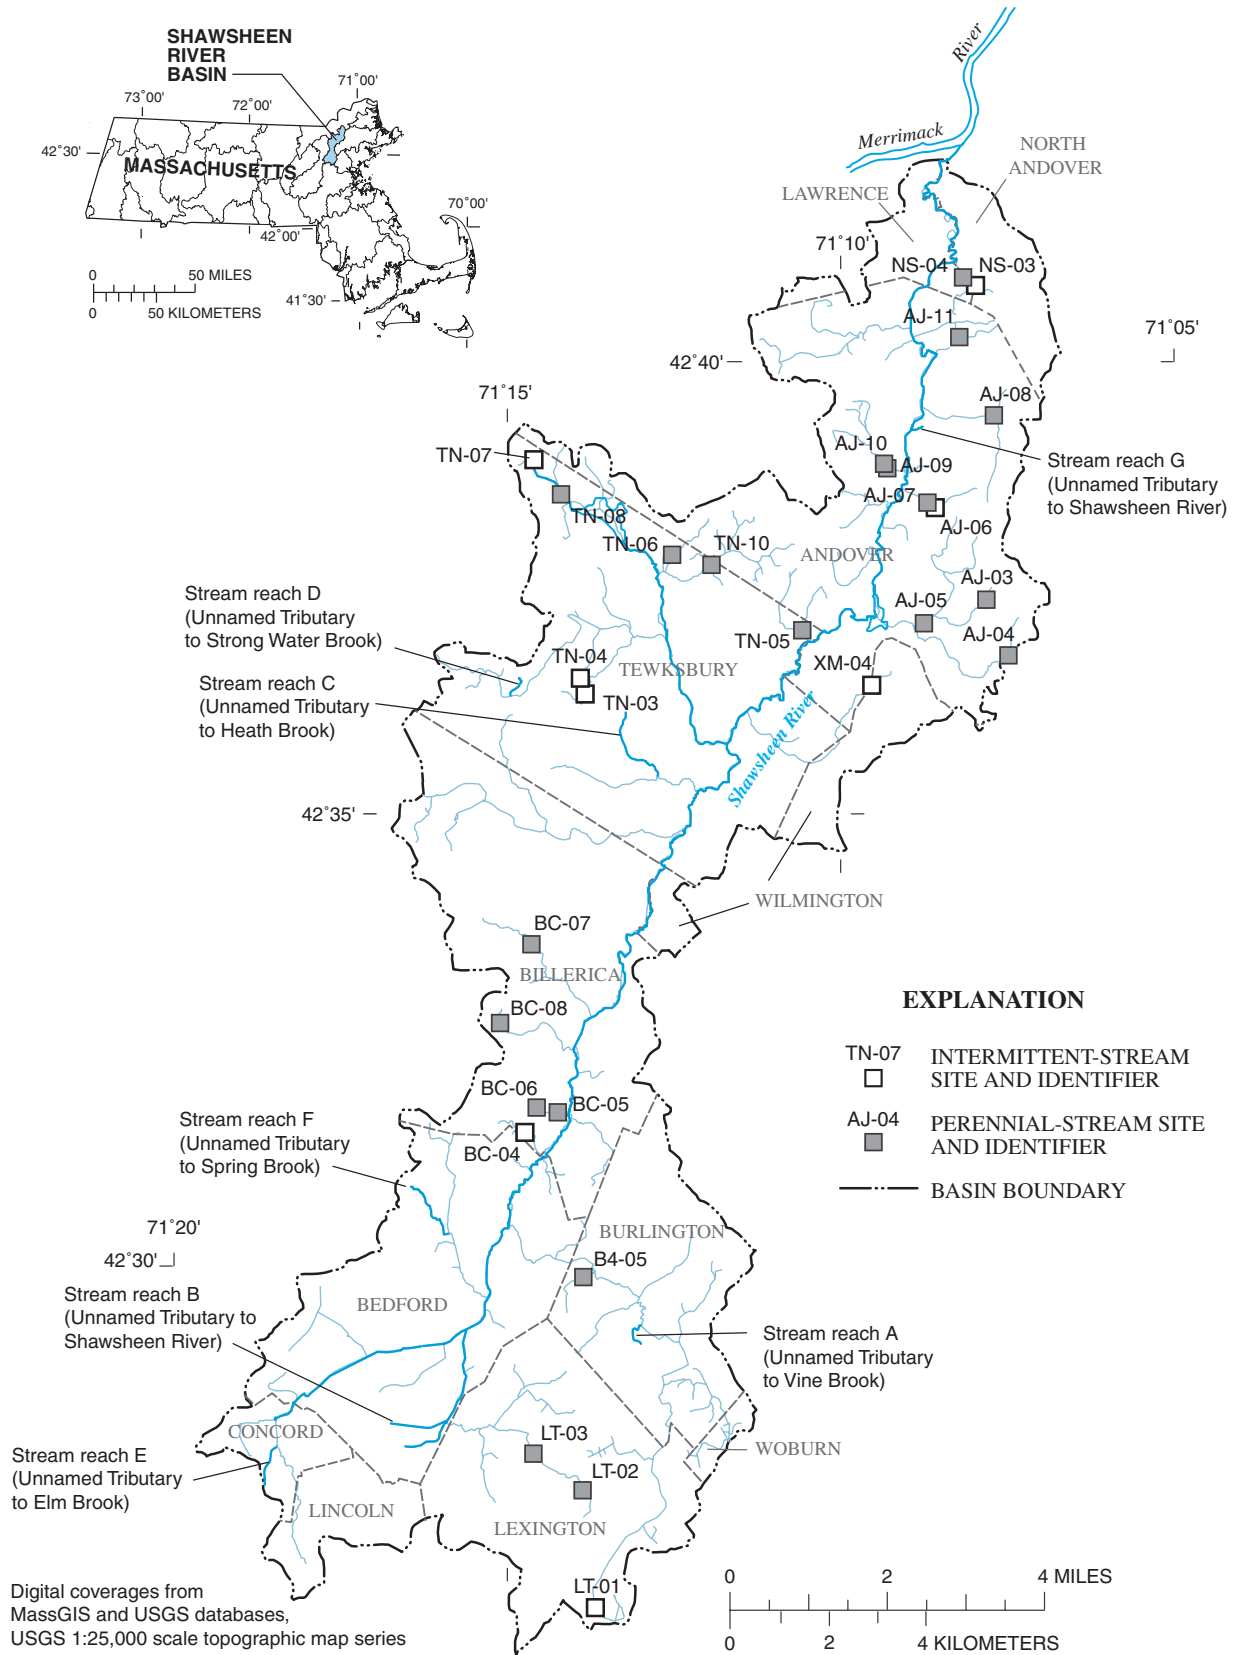 SHAWSHEEN
RIVER
BASIN
73°00'
72°00'
71°00'
42°30'
MASSACHUSETTS
70°00'
42°00'
41°30'
0 50 MILES
0 50 KILOMETERS
River
Merrimack
NORTH
ANDOVER
LAWRENCE
71°10'
NS-04
NS-03
AJ-11
71°05'
42°40'
71°15'
AJ-08
AJ-10
AJ-09
TN-07
Stream reach G
(Unnamed Tributary
to Shawsheen River)
AJ-07
AJ-06
TN-08
TN-06
TN-10
ANDOVER
AJ-03
AJ-05
AJ-04
Stream reach D
(Unnamed Tributary
to Strong Water Brook)
TN-05
TN-04
TEWKSBURY
XM-04
TN-03
Stream reach C
(Unnamed Tributary
to Heath Brook)
Shawsheen River
42°35'
WILMINGTON
BC-07
BILLERICA
BC-08
EXPLANATION
TN-07 INTERMITTENT-STREAM
SITE AND IDENTIFIER
AJ-04 PERENNIAL-STREAM SITE
AND IDENTIFIER
BASIN BOUNDARY
BC-06
BC-05
BC-04
Stream reach F
(Unnamed Tributary
to Spring Brook)
71°20'
42°30'
BURLINGTON
B4-05
Stream reach B
(Unnamed Tributary to
Shawsheen River)
BEDFORD
Stream reach A
(Unnamed Tributary
to Vine Brook)
CONCORD
LT-03
WOBURN
Stream reach E
(Unnamed Tributary
to Elm Brook)
LT-02
LINCOLN
LEXINGTON
LT-01
Digital coverages from
MassGIS and USGS databases,
USGS 1:25,000 scale topographic map series
0 2 4 MILES
0 2 4 KILOMETERS